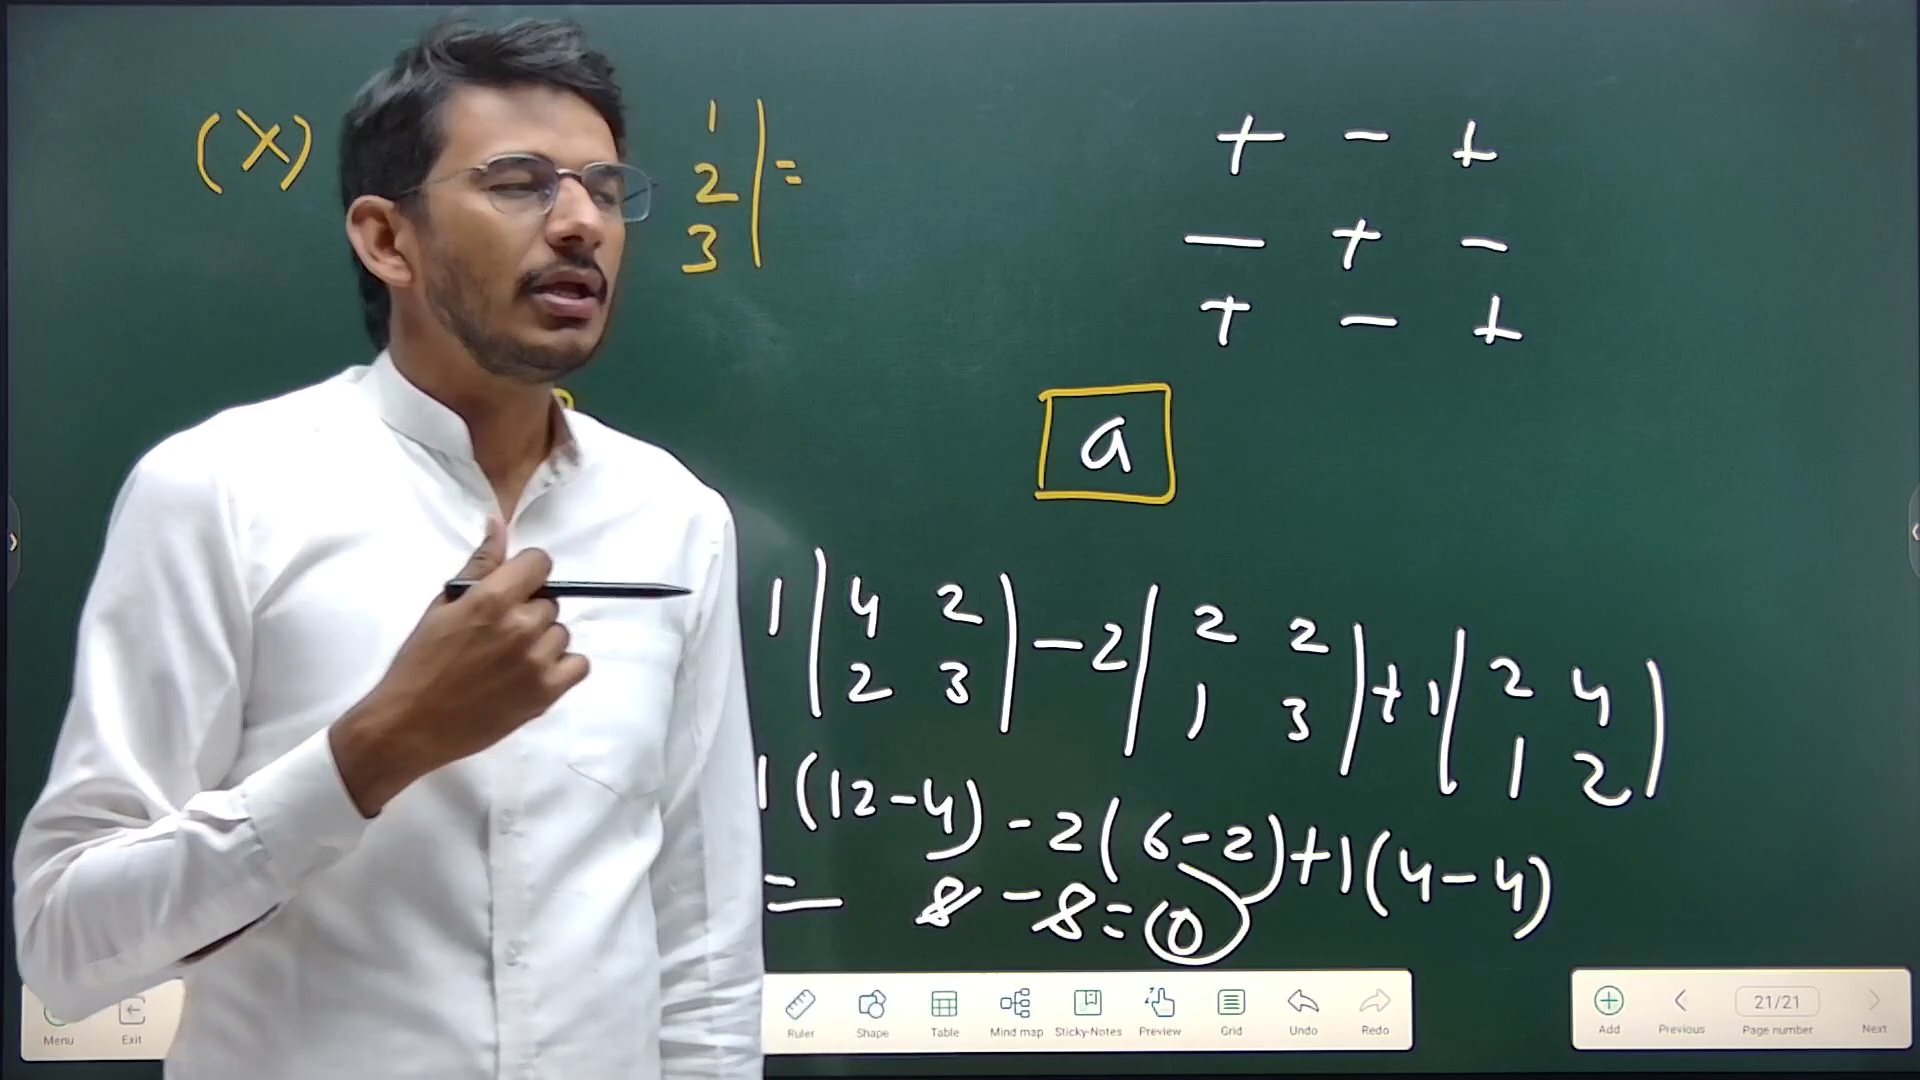 (X)
1
2 | =
3
+ - +
- + -
+ - +
a
1 | 4 2 | - 2 | 2 2 | + 1 | 2 4 |
2 3 1 3 1 2
1 (12-4) - 2 (6-2) + 1 (4-4)
= 8 - 8 = 0
Menu Exit Ruler Shape Table Mind map Sticky-Notes Preview Grid Undo Redo Add Previous Page number Next
21/21